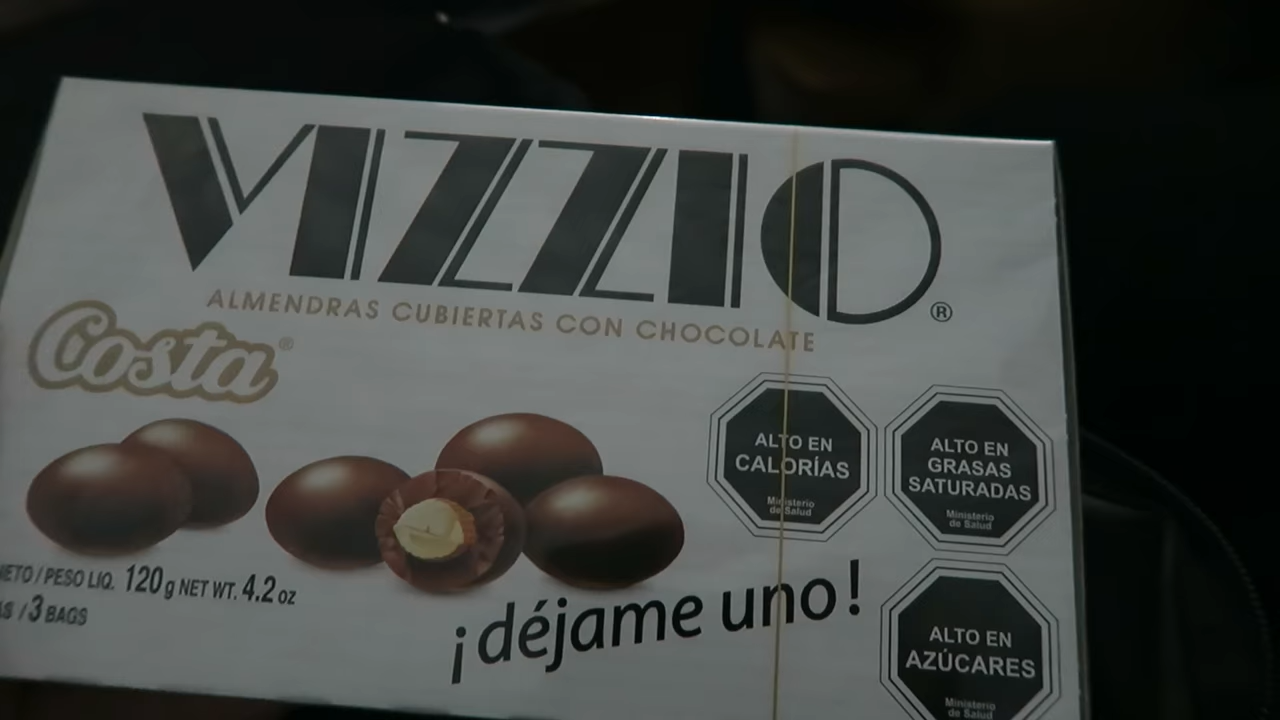 VIZZIO®
ALMENDRAS CUBIERTAS CON CHOCOLATE
Costa®
ALTO EN
CALORÍAS
Ministerio
de Salud
ALTO EN
GRASAS
SATURADAS
Ministerio
de Salud
NETO / PESO LIQ. 120 g NET WT. 4.2 oz
/ 3 BAGS
¡déjame uno!
ALTO EN
AZÚCARES
Ministerio
de Salud